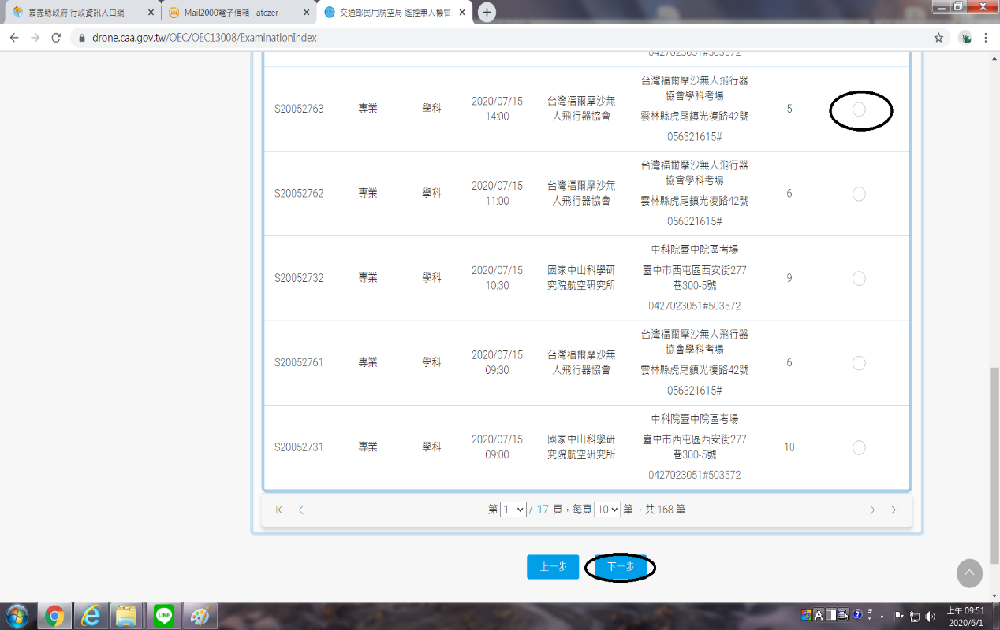 嘉義縣政府 行政資訊入口網
Mail2000電子信箱--atczer
交通部民用航空局 遙控無人機管
drone.caa.gov.tw/OEC/OEC13008/ExaminationIndex
0427023051#503572
S20052763 專業 學科 2020/07/15 14:00 台灣福爾摩沙無人飛行器協會 台灣福爾摩沙無人飛行器協會學科考場 5
雲林縣虎尾鎮光復路42號
056321615#
S20052762 專業 學科 2020/07/15 11:00 台灣福爾摩沙無人飛行器協會 台灣福爾摩沙無人飛行器協會學科考場 6
雲林縣虎尾鎮光復路42號
056321615#
S20052732 專業 學科 2020/07/15 10:30 國家中山科學研究院航空研究所 中科院臺中院區考場 9
臺中市西屯區西安街277巷300-5號
0427023051#503572
S20052761 專業 學科 2020/07/15 09:30 台灣福爾摩沙無人飛行器協會 台灣福爾摩沙無人飛行器協會學科考場 6
雲林縣虎尾鎮光復路42號
056321615#
S20052731 專業 學科 2020/07/15 09:00 國家中山科學研究院航空研究所 中科院臺中院區考場 10
臺中市西屯區西安街277巷300-5號
0427023051#503572
第 1 / 17 頁，每頁 10 筆 ，共 168 筆
上一步 下一步
LINE
A
上午 09:51
2020/6/1